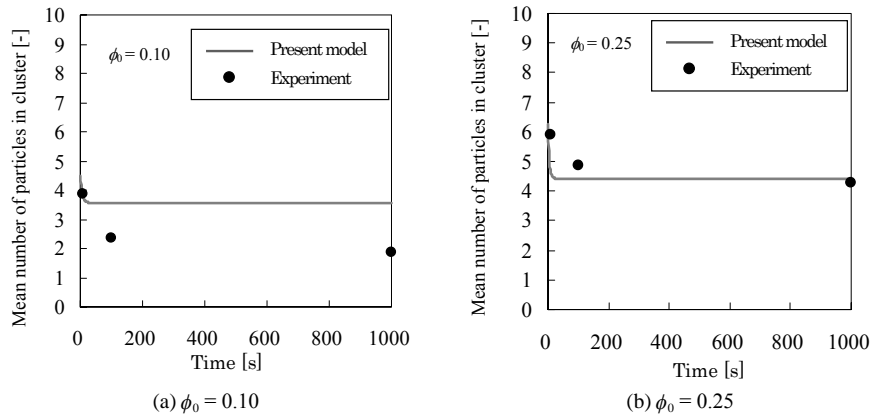 Mean number of particles in cluster [-]
10
9
8
7
6
5
4
3
2
1
0
ϕ0 = 0.10
Present model
Experiment
0 200 400 600 800 1000
Time [s]
(a) ϕ0 = 0.10
Mean number of particles in cluster [-]
10
9
8
7
6
5
4
3
2
1
0
ϕ0 = 0.25
Present model
Experiment
0 200 400 600 800 1000
Time [s]
(b) ϕ0 = 0.25